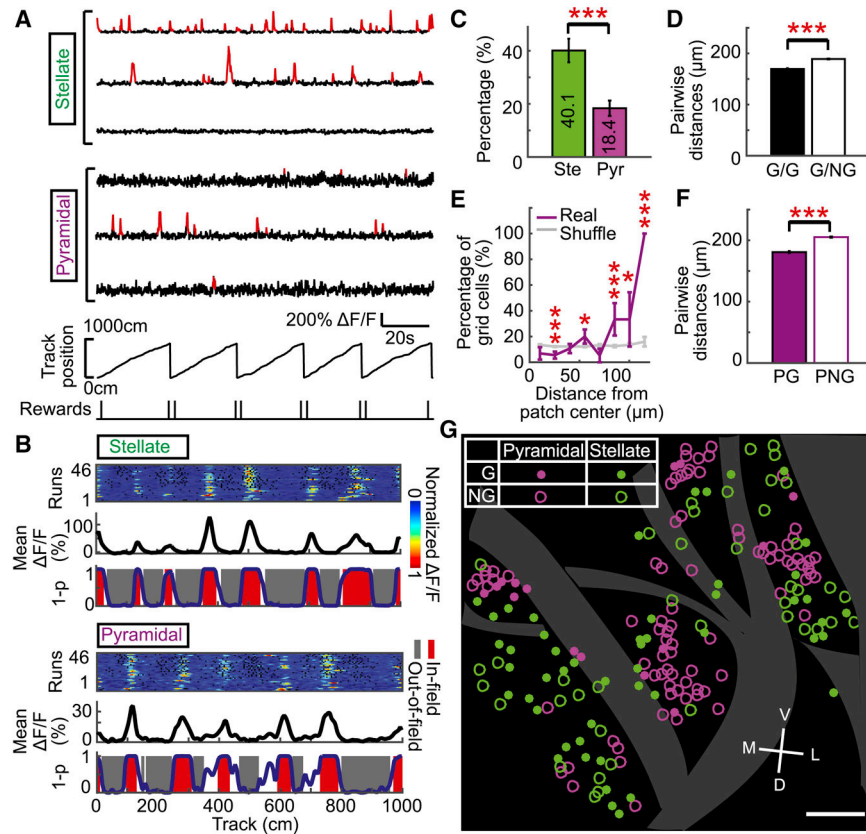 A
Stellate
Pyramidal
200% ΔF/F
20s
1000cm
Track
position
0cm
Rewards
B
Stellate
46
Runs
1
Normalized ΔF/F
0
1
100
Mean
ΔF/F
(%)
0
1
1-p
0
Pyramidal
46
Runs
1
Out-of-field
In-field
30
Mean
ΔF/F
(%)
0
1
1-p
0
0 200 400 600 800 1000
Track (cm)
C
***
Percentage (%)
40
20
0
40.1
18.4
Ste Pyr
D
***
Pairwise
distances (μm)
200
100
0
G/G G/NG
E
Real
Shuffle
***
*
***
*
***
Percentage of
grid cells (%)
100
80
60
40
20
0
0 50 100
Distance from
patch center (μm)
F
***
Pairwise
distances (μm)
200
100
0
PG PNG
G
Pyramidal Stellate
G
NG
V
M L
D